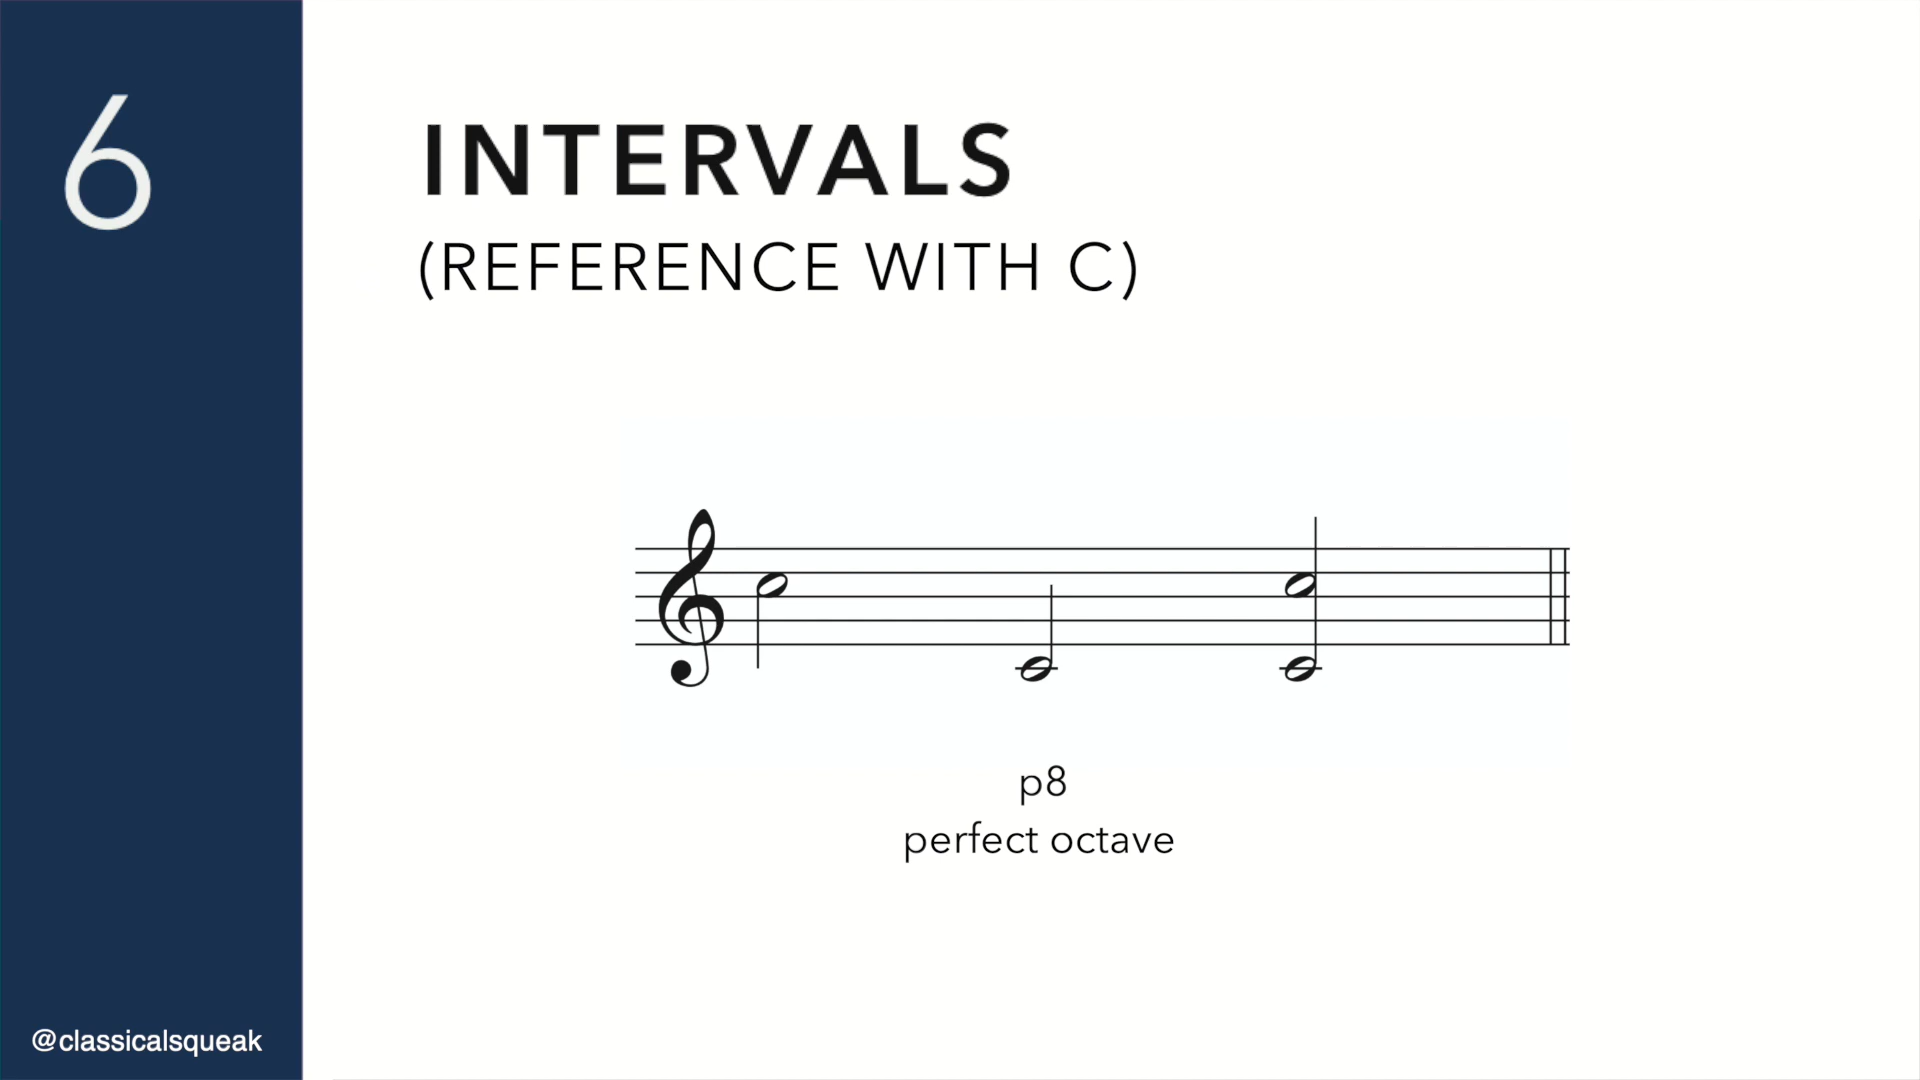 6
INTERVALS
(REFERENCE WITH C)
p8
perfect octave
@classicalsqueak